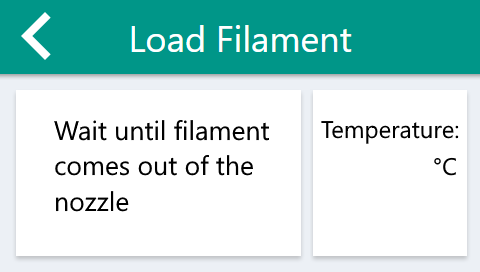 Load Filament
Wait until filament
comes out of the
nozzle
Temperature:
°C